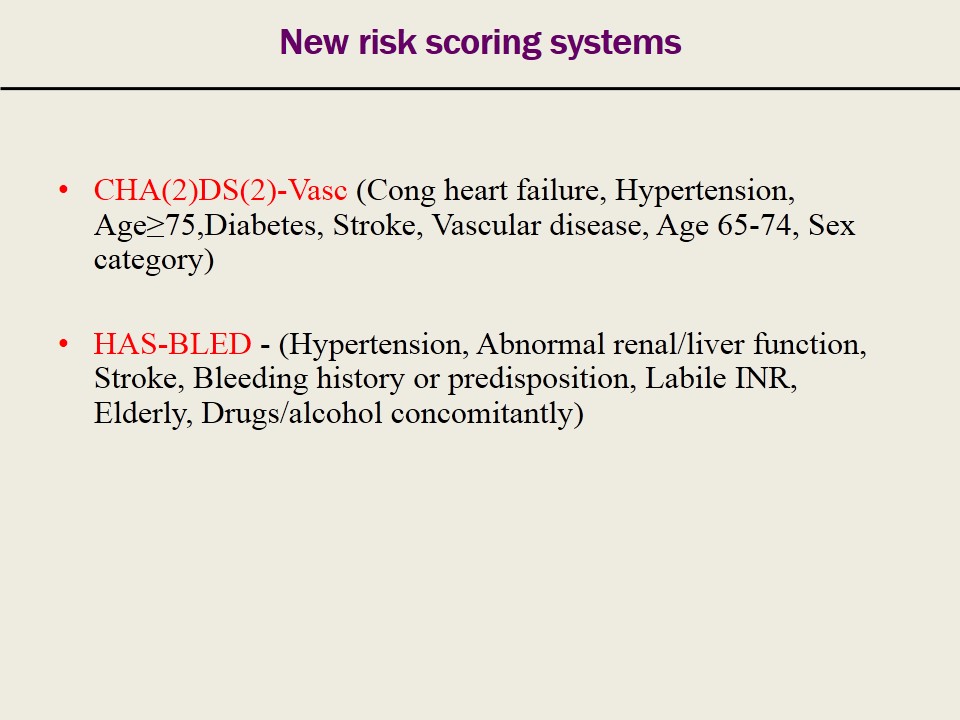 New risk scoring systems
• CHA(2)DS(2)-Vasc (Cong heart failure, Hypertension,
Age≥75,Diabetes, Stroke, Vascular disease, Age 65-74, Sex
category)
• HAS-BLED - (Hypertension, Abnormal renal/liver function,
Stroke, Bleeding history or predisposition, Labile INR,
Elderly, Drugs/alcohol concomitantly)